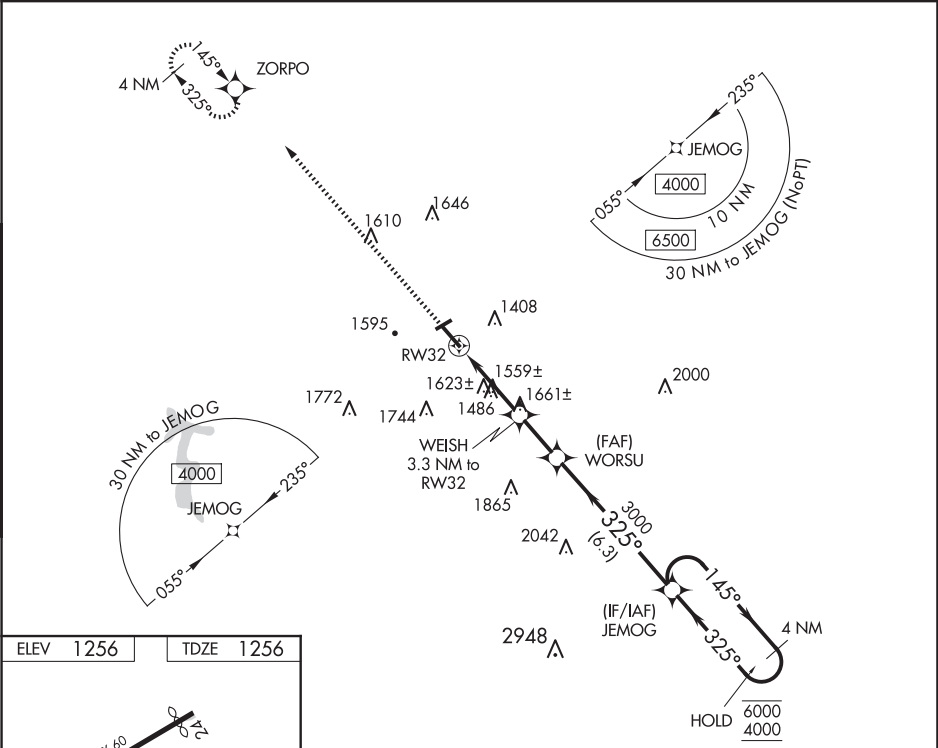 145°
ZORPO
4 NM
325°
235°
JEMOG
4000
055°
10 NM
6500
30 NM to JEMOG (NoPT)
1646
1610
1408
1595
RW32
1559±
1623±
1661±
2000
1486
1772
1744
WEISH
3.3 NM to
RW32
(FAF)
WORSU
30 NM to JEMOG
4000
235°
JEMOG
055°
1865
3000
325°
(6.3)
2042
145°
(IF/IAF)
JEMOG
4 NM
325°
2948
HOLD
6000
4000
ELEV 1256
TDZE 1256
24